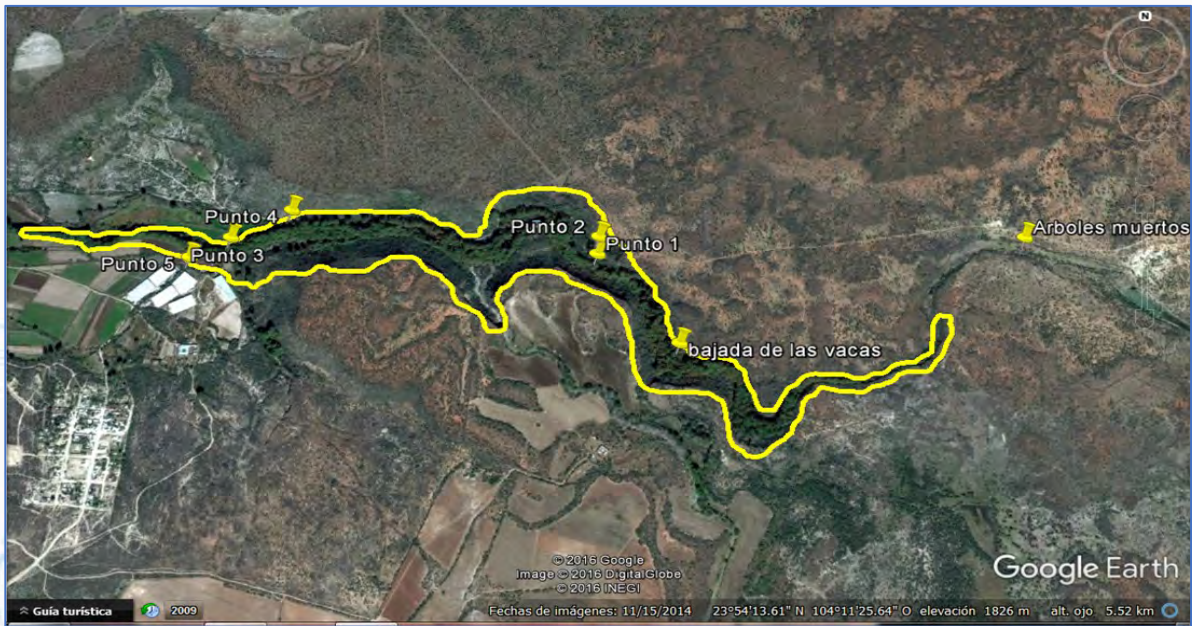 N
Punto 4
Punto 2
Punto 1
Arboles muertos
Punto 5
Punto 3
bajada de las vacas
© 2016 Google
Image © 2016 DigitalGlobe
© 2016 INEGI
Google Earth
Guía turística
2009
Fechas de imágenes: 11/15/2014 23°54'13.61" N 104°11'25.64" O elevación 1826 m alt. ojo 5.52 km